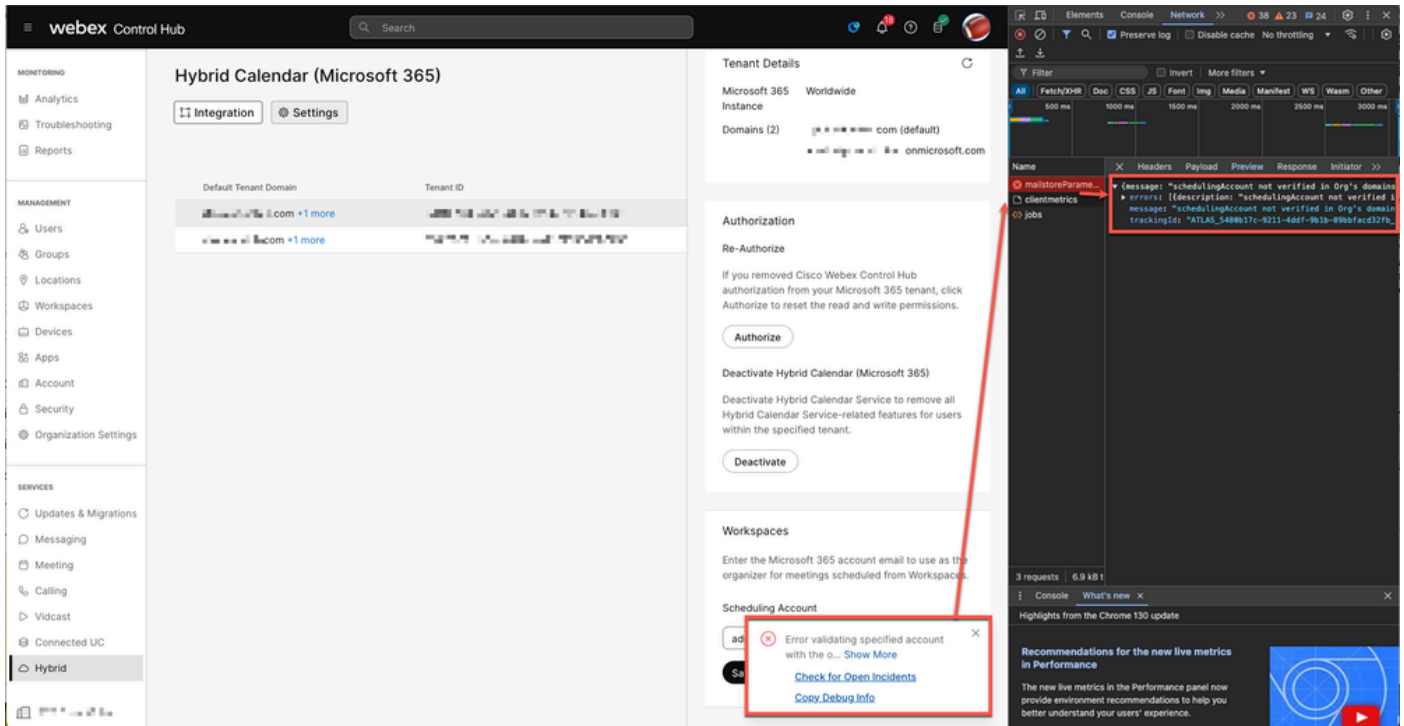 webex Control Hub
Search
18
MONITORING
Analytics
Troubleshooting
Reports
MANAGEMENT
Users
Groups
Locations
Workspaces
Devices
Apps
Account
Security
Organization Settings
SERVICES
Updates & Migrations
Messaging
Meeting
Calling
Vidcast
Connected UC
Hybrid
Hybrid Calendar (Microsoft 365)
Integration Settings
Default Tenant Domain Tenant ID
.com +1 more
com +1 more
Tenant Details
Microsoft 365 Worldwide
Instance
Domains (2) com (default)
onmicrosoft.com
Authorization
Re-Authorize
If you removed Cisco Webex Control Hub
authorization from your Microsoft 365 tenant, click
Authorize to reset the read and write permissions.
Authorize
Deactivate Hybrid Calendar (Microsoft 365)
Deactivate Hybrid Calendar Service to remove all
Hybrid Calendar Service-related features for users
within the specified tenant.
Deactivate
Workspaces
Enter the Microsoft 365 account email to use as the
organizer for meetings scheduled from Workspaces.
Scheduling Account
ad
Sa
Error validating specified account
with the o... Show More
Check for Open Incidents
Copy Debug Info
Elements Console Network 38 23 24
Preserve log Disable cache No throttling
Filter Invert More filters
All Fetch/XHR Doc CSS JS Font Img Media Manifest WS Wasm Other
500 ms 1000 ms 1500 ms 2000 ms 2500 ms 3000 ms
Name Headers Payload Preview Response Initiator
mailstoreParame...
clientmetrics
jobs
{message: "schedulingAccount not verified in Org's domains
errors: [{description: "schedulingAccount not verified i
message: "schedulingAccount not verified in Org's domain
trackingId: "ATLAS_5480b17c-9211-4ddf-9b1b-89bbfacd32fb_
3 requests 6.9 kB t
Console What's new
Highlights from the Chrome 130 update
Recommendations for the new live metrics
in Performance
The new live metrics in the Performance panel now
provide environment recommendations to help you
better understand your users' experience.